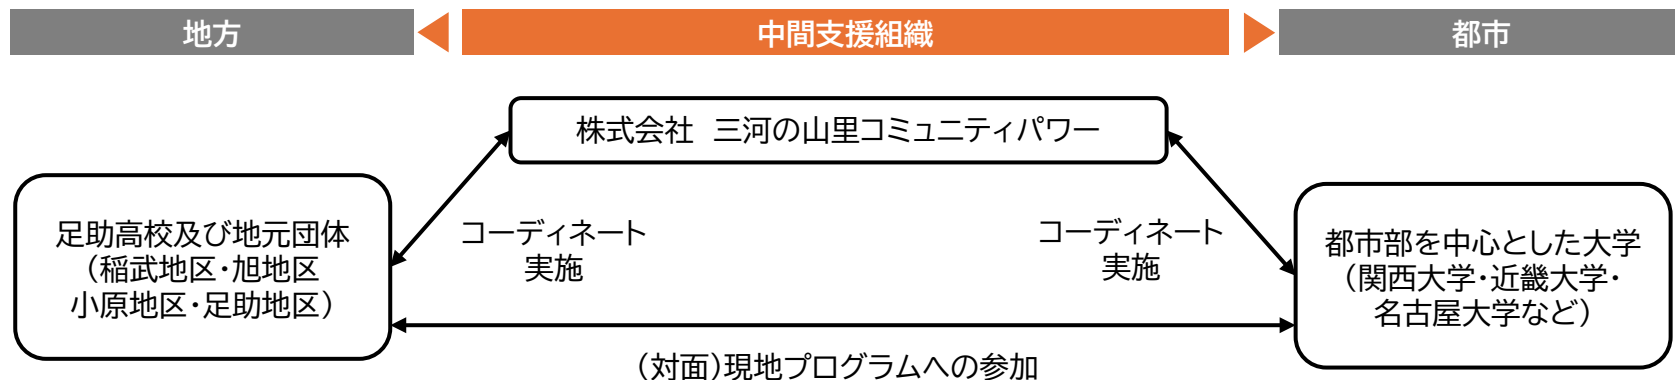 地方
中間支援組織
都市
株式会社　三河の山里コミュニティパワー
足助高校及び地元団体
（稲武地区・旭地区
小原地区・足助地区）
コーディネート
実施
コーディネート
実施
都市部を中心とした大学
（関西大学・近畿大学・
名古屋大学など）
（対面）現地プログラムへの参加